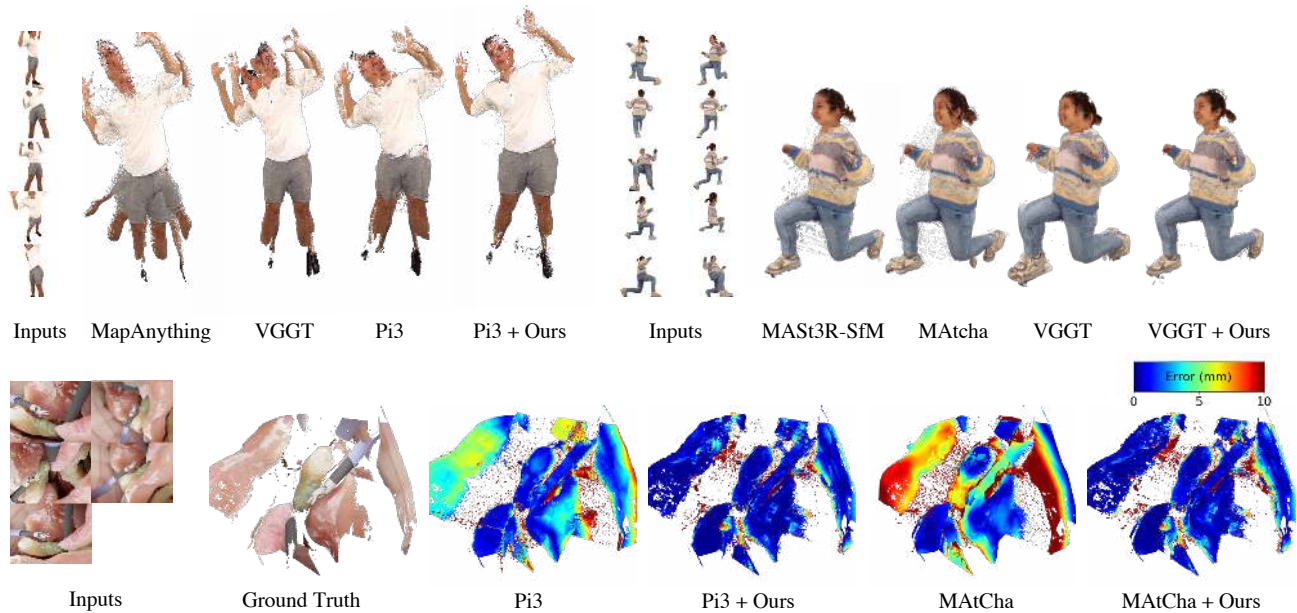 Inputs MapAnything VGGT Pi3 Pi3 + Ours Inputs MASt3R-SfM MAtcha VGGT VGGT + Ours
Error (mm)
0 10
Inputs Ground Truth Pi3 Pi3 + Ours MAtCha MAtCha + Ours